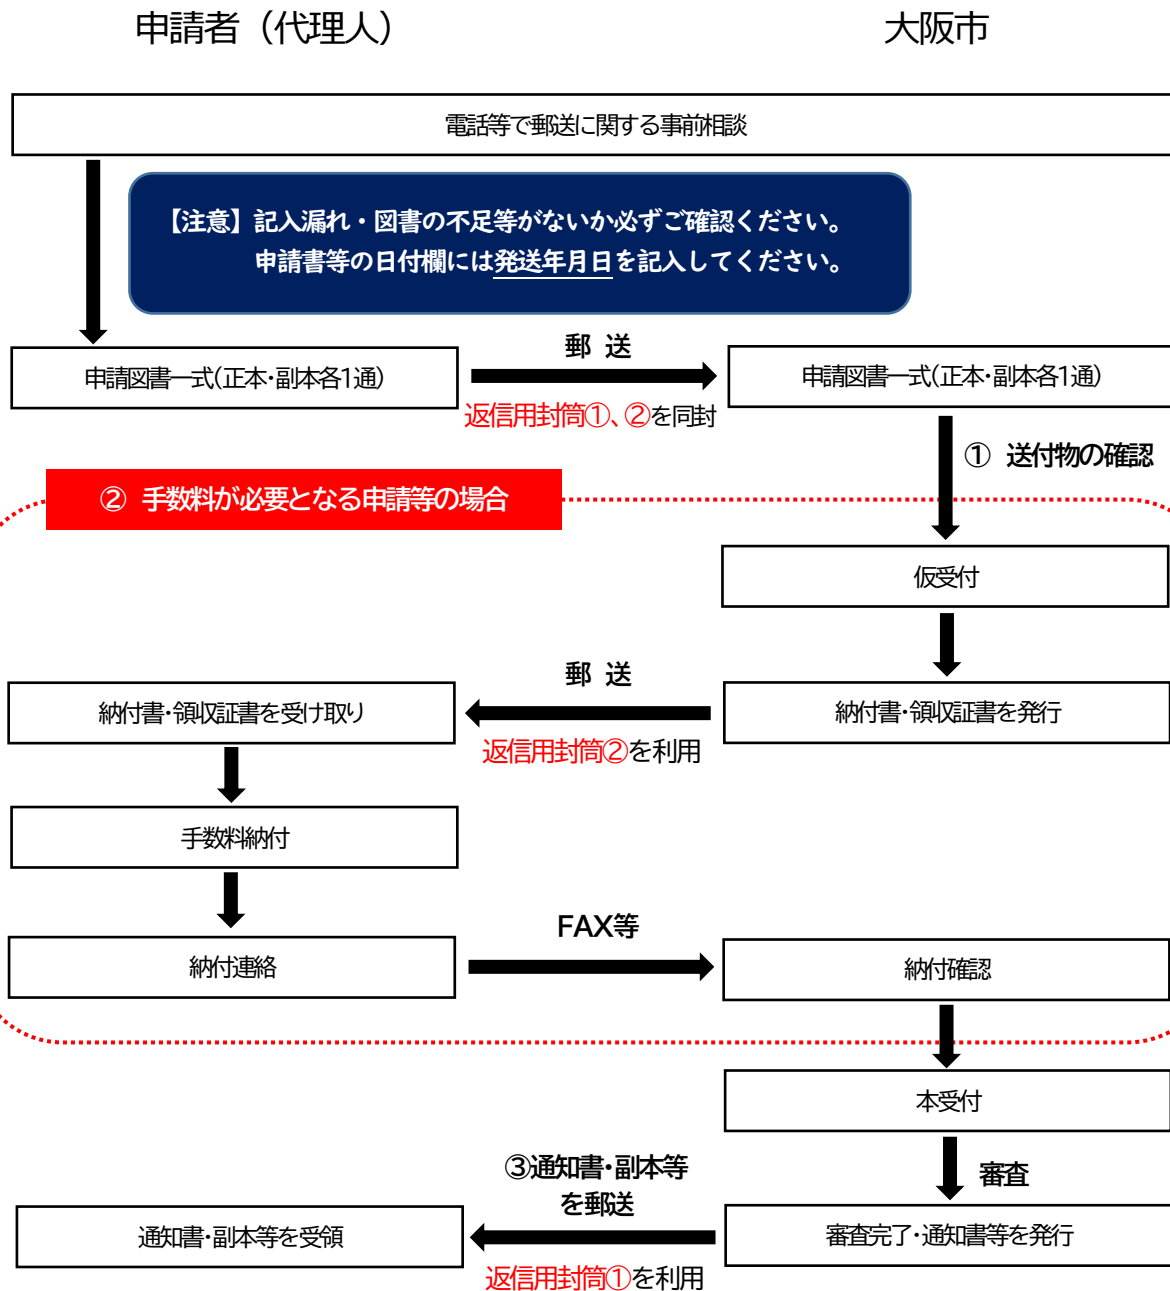 申請者（代理人）
大阪市
電話等で郵送に関する事前相談
【注意】記入漏れ・図書の不足等がないか必ずご確認ください。
申請書等の日付欄には発送年月日を記入してください。
郵 送
申請図書一式(正本・副本各1通)
申請図書一式(正本・副本各1通)
返信用封筒①、②を同封
① 送付物の確認
② 手数料が必要となる申請等の場合
仮受付
郵 送
納付書・領収証書を受け取り
納付書・領収証書を発行
返信用封筒②を利用
手数料納付
FAX等
納付連絡
納付確認
本受付
③通知書・副本等
を郵送
審査
通知書・副本等を受領
審査完了・通知書等を発行
返信用封筒①を利用